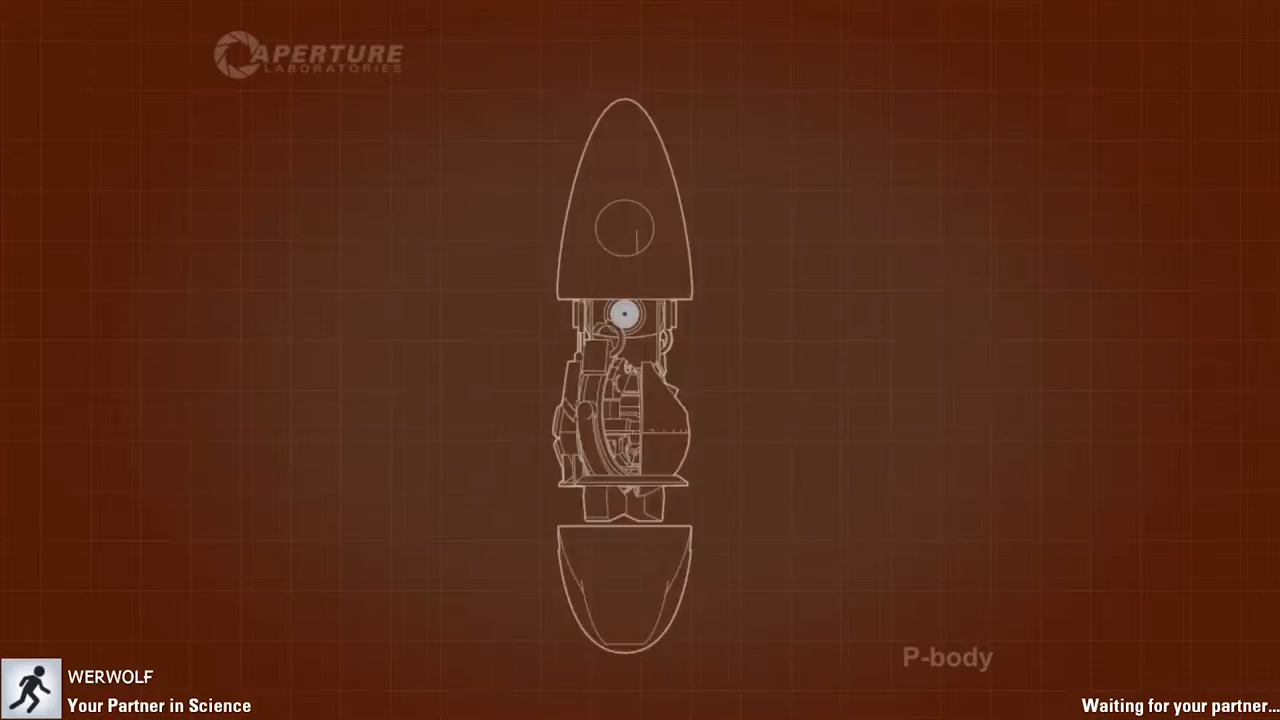 APERTURE
LABORATORIES
P-body
WERWOLF
Your Partner in Science
Waiting for your partner...